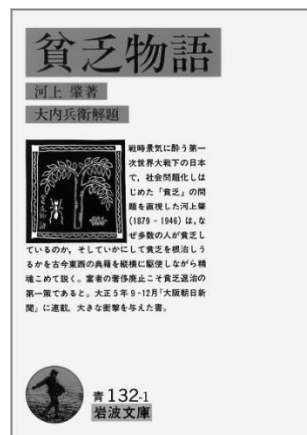 貧乏物語
河上 肇著
大内兵衛解題
戦時景気に酔う第一
次世界大戦下の日本
で，社会問題化しは
じめた「貧乏」の問
題を直視した河上肇
(1879‐1946)は，な
ぜ多数の人が貧乏し
ているのか，そしていかにして貧乏を根治しう
るかを古今東西の典籍を縦横に駆使しながら精
魂こめて説く．富者の奢侈廃止こそ貧乏退治の
第一策であると．大正5年9‐12月『大阪朝日新
聞』に連載，大きな衝撃を与えた書．
青132-1
岩波文庫